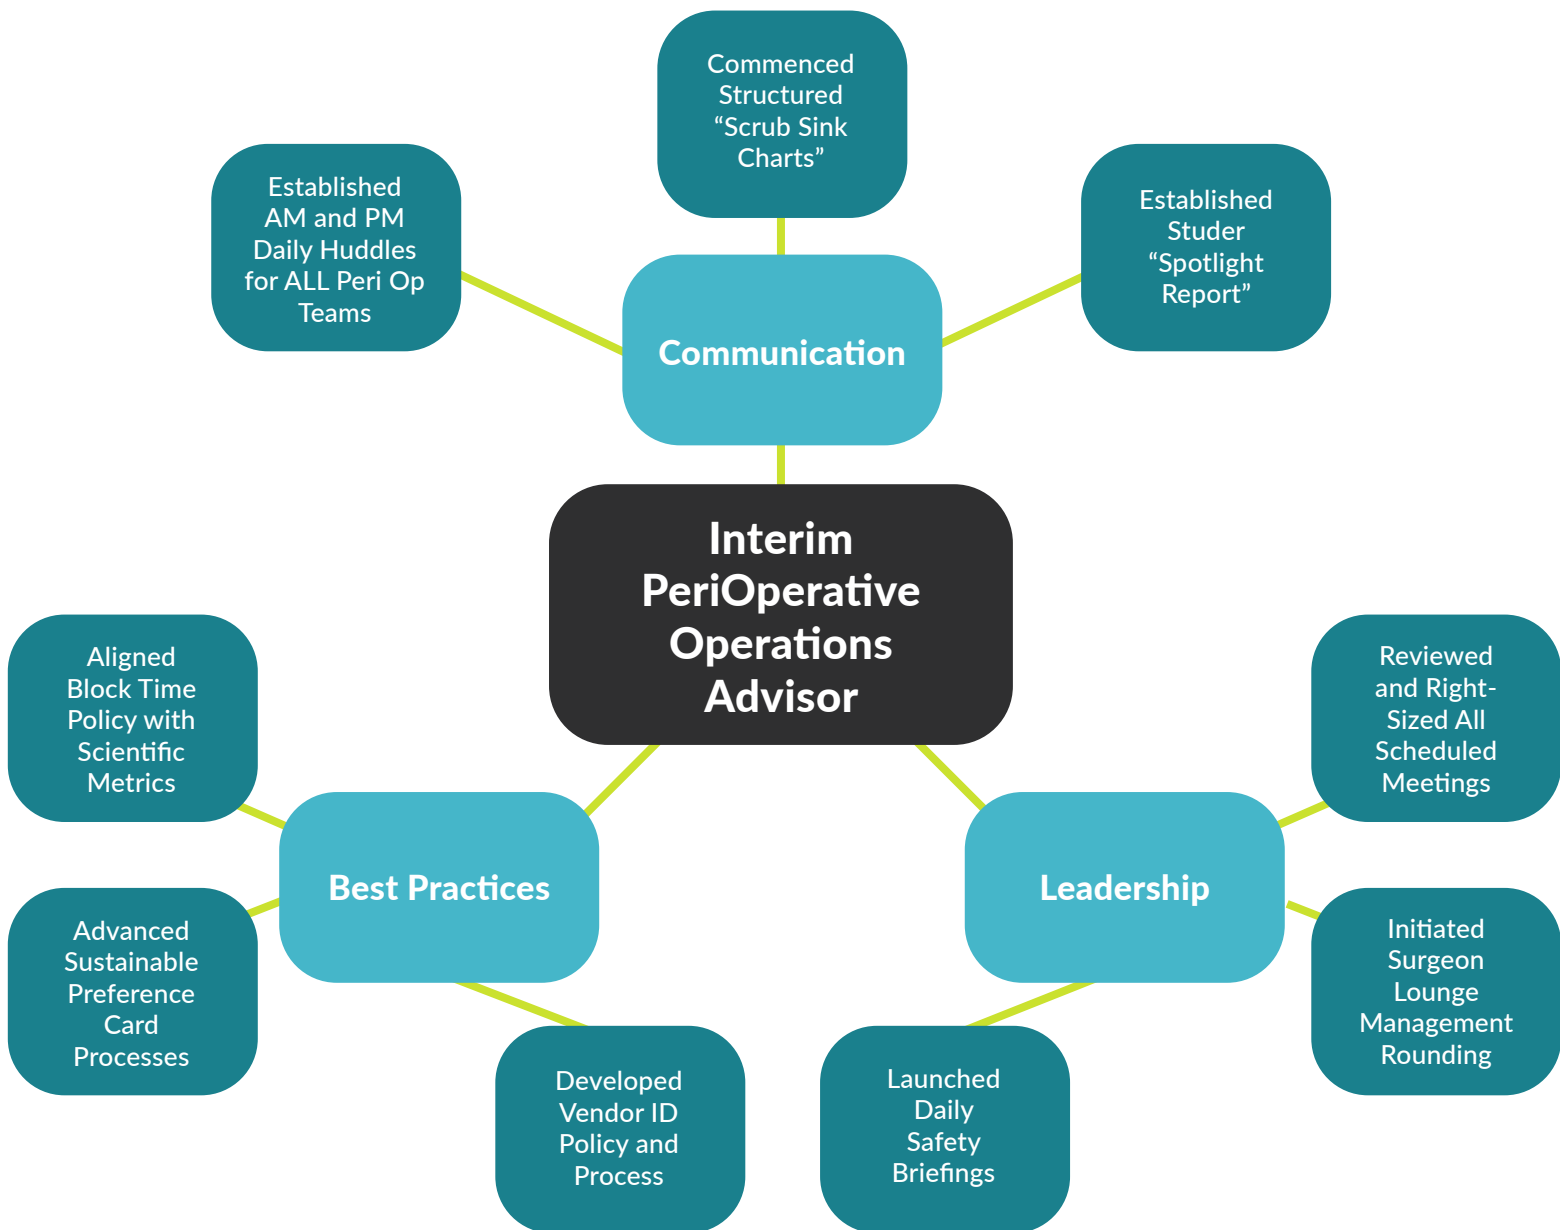 Commenced
Structured
“Scrub Sink
Charts”
Established
AM and PM
Daily Huddles
for ALL Peri Op
Teams
Established
Studer
“Spotlight
Report”
Communication
Interim
PeriOperative
Operations
Advisor
Aligned
Block Time
Policy with
Scientific
Metrics
Reviewed
and Right-
Sized All
Scheduled
Meetings
Best Practices
Leadership
Advanced
Sustainable
Preference
Card
Processes
Initiated
Surgeon
Lounge
Management
Rounding
Developed
Vendor ID
Policy and
Process
Launched
Daily
Safety
Briefings